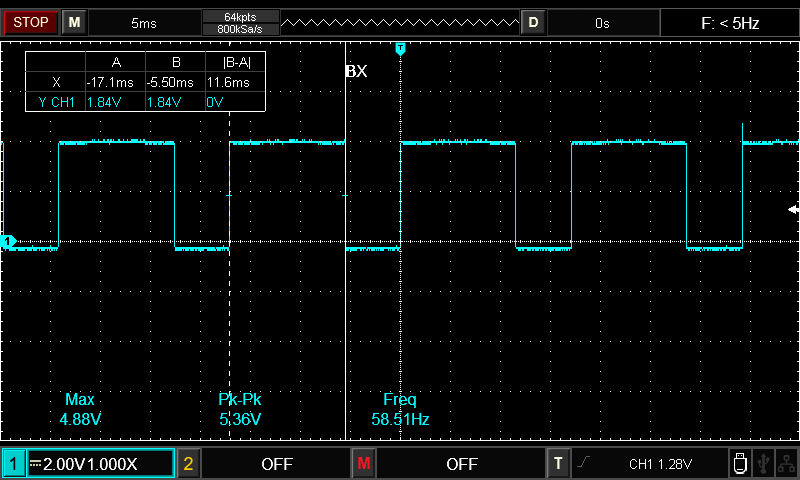 STOP M 5ms 64kpts D 0s F: < 5Hz
800kSa/s
T
A B |B-A|
X -17.1ms -5.50ms 11.6ms
Y CH1 1.84V 1.84V 0V
BX
1
Max Pk-Pk Freq
4.88V 5.36V 58.51Hz
1 2.00V1.000X 2 OFF M OFF T CH1 1.28V